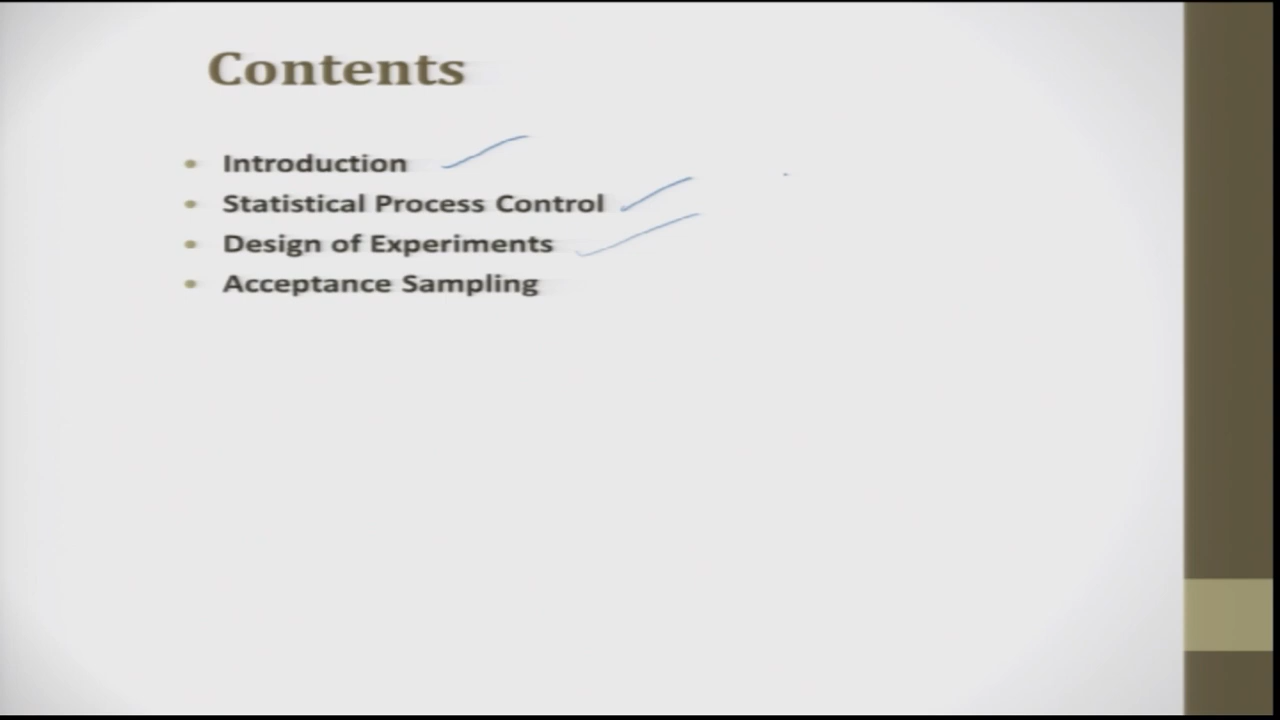 Contents
Introduction
Statistical Process Control
Design of Experiments
Acceptance Sampling